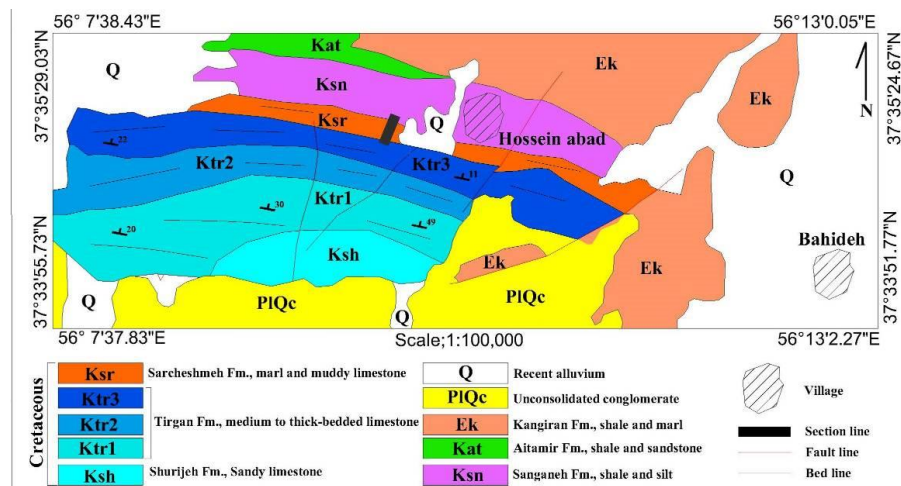 56° 7'38.43"E
56°13'0.05"E
37°35'29.03"N
37°35'24.67"N
Q
Kat
Ek
Ksn
N
Ek
Ksr
Q
Hossein abad
22
Ktr2
Ktr3
11
Q
Ktr1
30
49
20
Bahideh
Ksh
Ek
Ek
Q
PlQc
PlQc
Q
37°33'55.73"N
37°33'51.77"N
56° 7'37.83"E
Scale;1:100,000
56°13'2.27"E
Cretaceous
Ksr Sarcheshmeh Fm., marl and muddy limestone
Ktr3
Ktr2 Tirgan Fm., medium to thick-bedded limestone
Ktr1
Ksh Shurijeh Fm., Sandy limestone
Q Recent alluvium
PlQc Unconsolidated conglomerate
Ek Kangiran Fm., shale and marl
Kat Aitamir Fm., shale and sandstone
Ksn Sanganeh Fm., shale and silt
Village
Section line
Fault line
Bed line